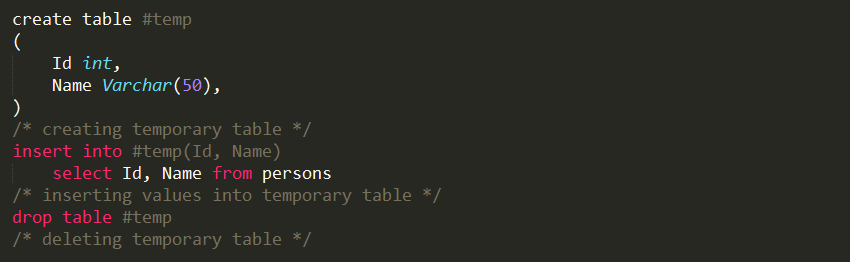 create table #temp
(
    Id int,
    Name Varchar(50),
)
/* creating temporary table */
insert into #temp(Id, Name)
    select Id, Name from persons
/* inserting values into temporary table */
drop table #temp
/* deleting temporary table */